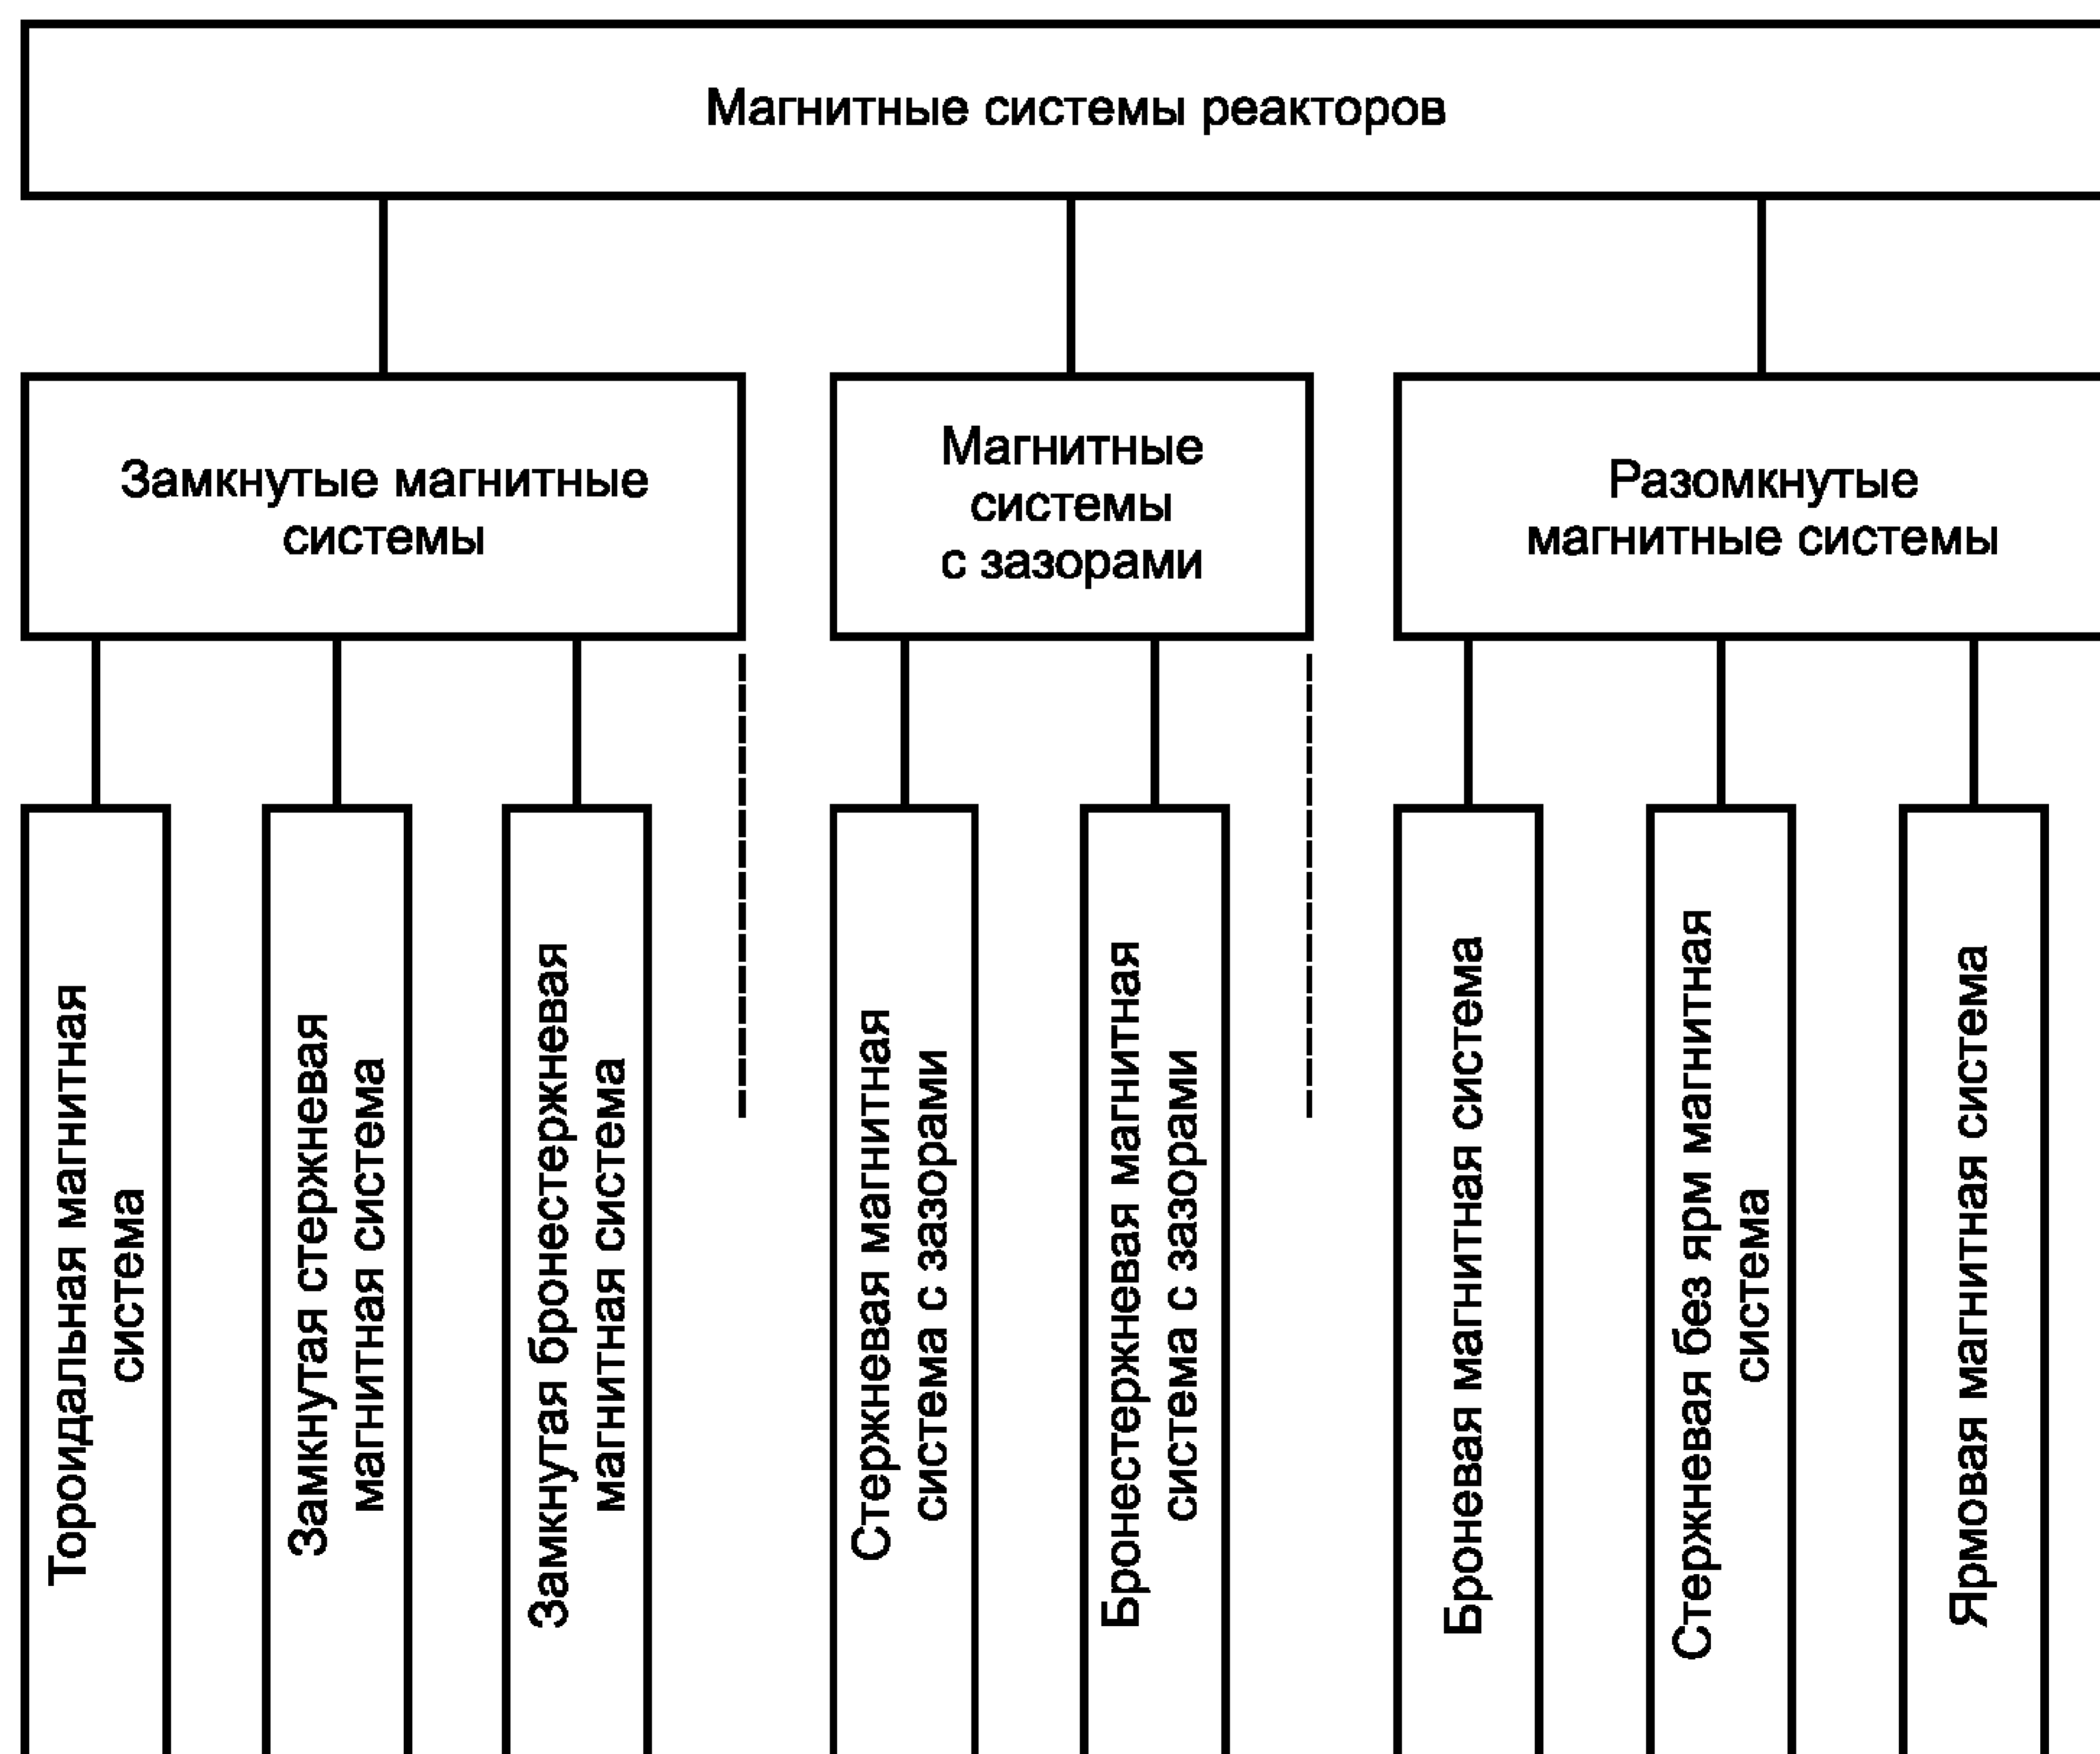 Магнитные системы реакторов
Замкнутые магнитные
системы
Магнитные
системы
с зазорами
Разомкнутые
магнитные системы
Тороидальная магнитная
система
Замкнутая стержневая
магнитная система
Замкнутая бронестержневая
магнитная система
Стержневая магнитная
система с зазорами
Бронестержневая магнитная
система с зазорами
Броневая магнитная система
Стержневая без ярм магнитная
система
Ярмовая магнитная система